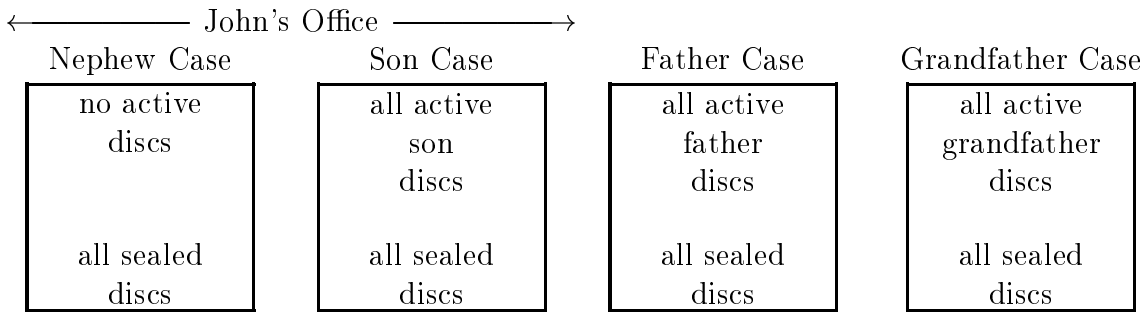 John's Office
Nephew Case Son Case Father Case Grandfather Case
no active all active all active all active
discs son father grandfather
discs discs discs
all sealed all sealed all sealed all sealed
discs discs discs discs